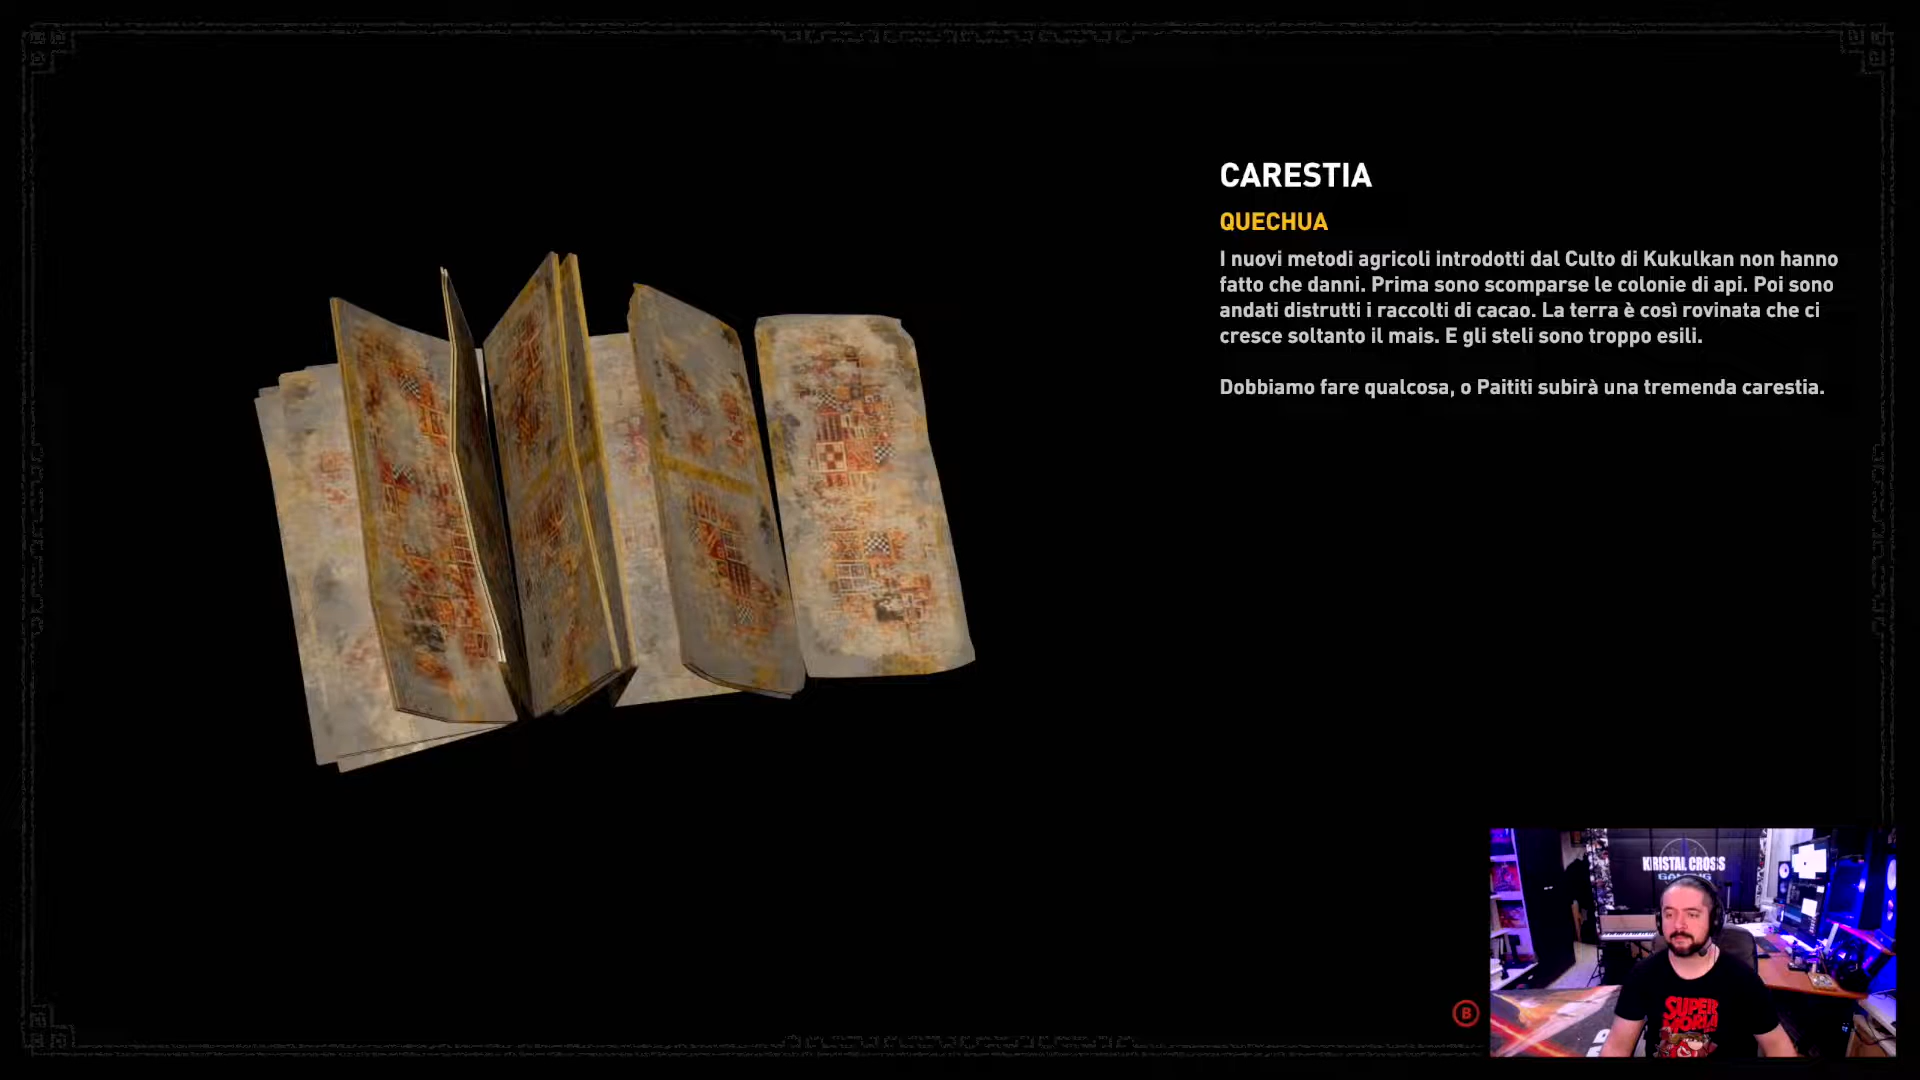 CARESTIA
QUECHUA
I nuovi metodi agricoli introdotti dal Culto di Kukulkan non hanno
fatto che danni. Prima sono scomparse le colonie di api. Poi sono
andati distrutti i raccolti di cacao. La terra è così rovinata che ci
cresce soltanto il mais. E gli steli sono troppo esili.
Dobbiamo fare qualcosa, o Paititi subirà una tremenda carestia.
KRISTAL CROSS
GAMING
B
SUPER